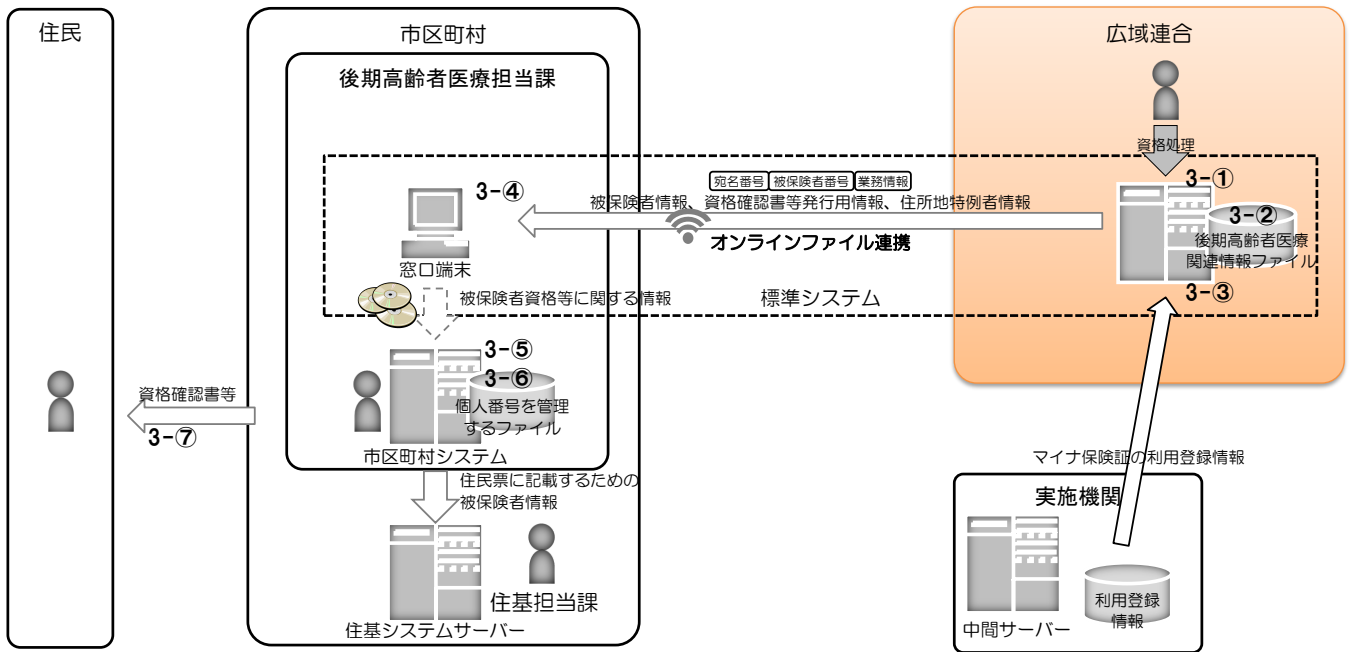 住民
市区町村
広域連合
後期高齢者医療担当課
資格処理
宛名番号 被保険者番号 業務情報
3-①
3-④
被保険者情報、資格確認書等発行用情報、住所地特例者情報
3-②
オンラインファイル連携
後期高齢者医療
関連情報ファイル
窓口端末
被保険者資格等に関する情報
標準システム
3-③
3-⑤
3-⑥
資格確認書等
個人番号を管理
するファイル
3-⑦
市区町村システム
マイナ保険証の利用登録情報
住民票に記載するための
被保険者情報
実施機関
住基担当課
利用登録
情報
住基システムサーバー
中間サーバー